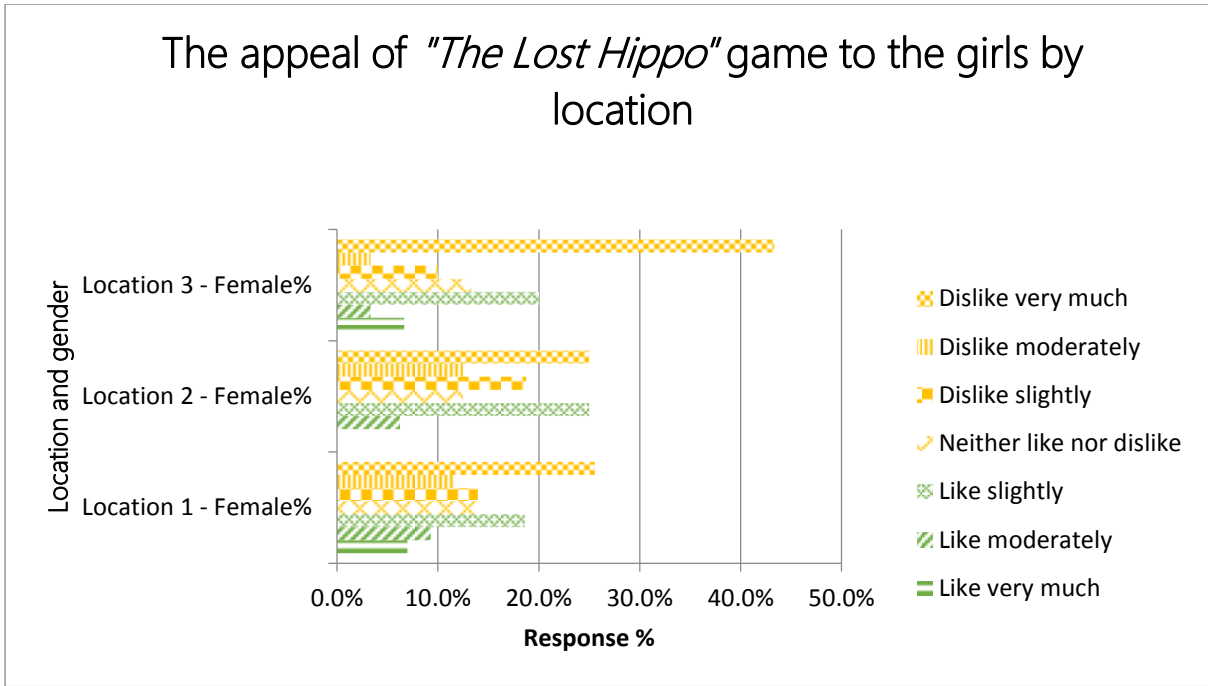 The appeal of "The Lost Hippo" game to the girls by
location
Location and gender
Location 3 - Female%
Location 2 - Female%
Location 1 - Female%
0.0% 10.0% 20.0% 30.0% 40.0% 50.0%
Response %
Dislike very much
Dislike moderately
Dislike slightly
Neither like nor dislike
Like slightly
Like moderately
Like very much